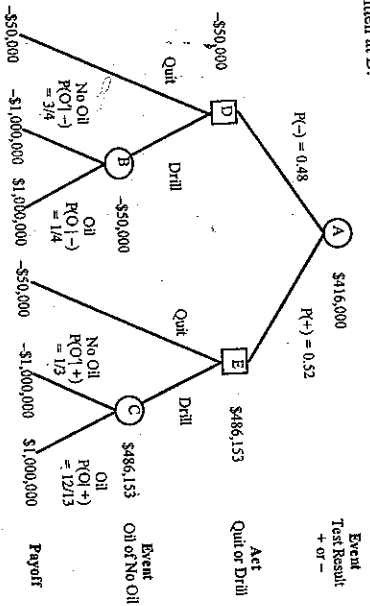 at D.
Event
Test Result
+ or –
A
$416,000
P(–) = 0.48
P(+) = 0.52
Act
Quit or Drill
–$50,000
D
E
$486,153
Quit
Drill
Quit
Drill
Event
Oil of No Oil
B
–$50,000
C
$486,153
No Oil
P(O'|–)
= 3/4
Oil
P(O|–)
= 1/4
No Oil
P(O'|+)
= 1/3
Oil
P(O|+)
= 12/13
Payoff
–$50,000
–$1,000,000
$1,000,000
–$50,000
–$1,000,000
$1,000,000